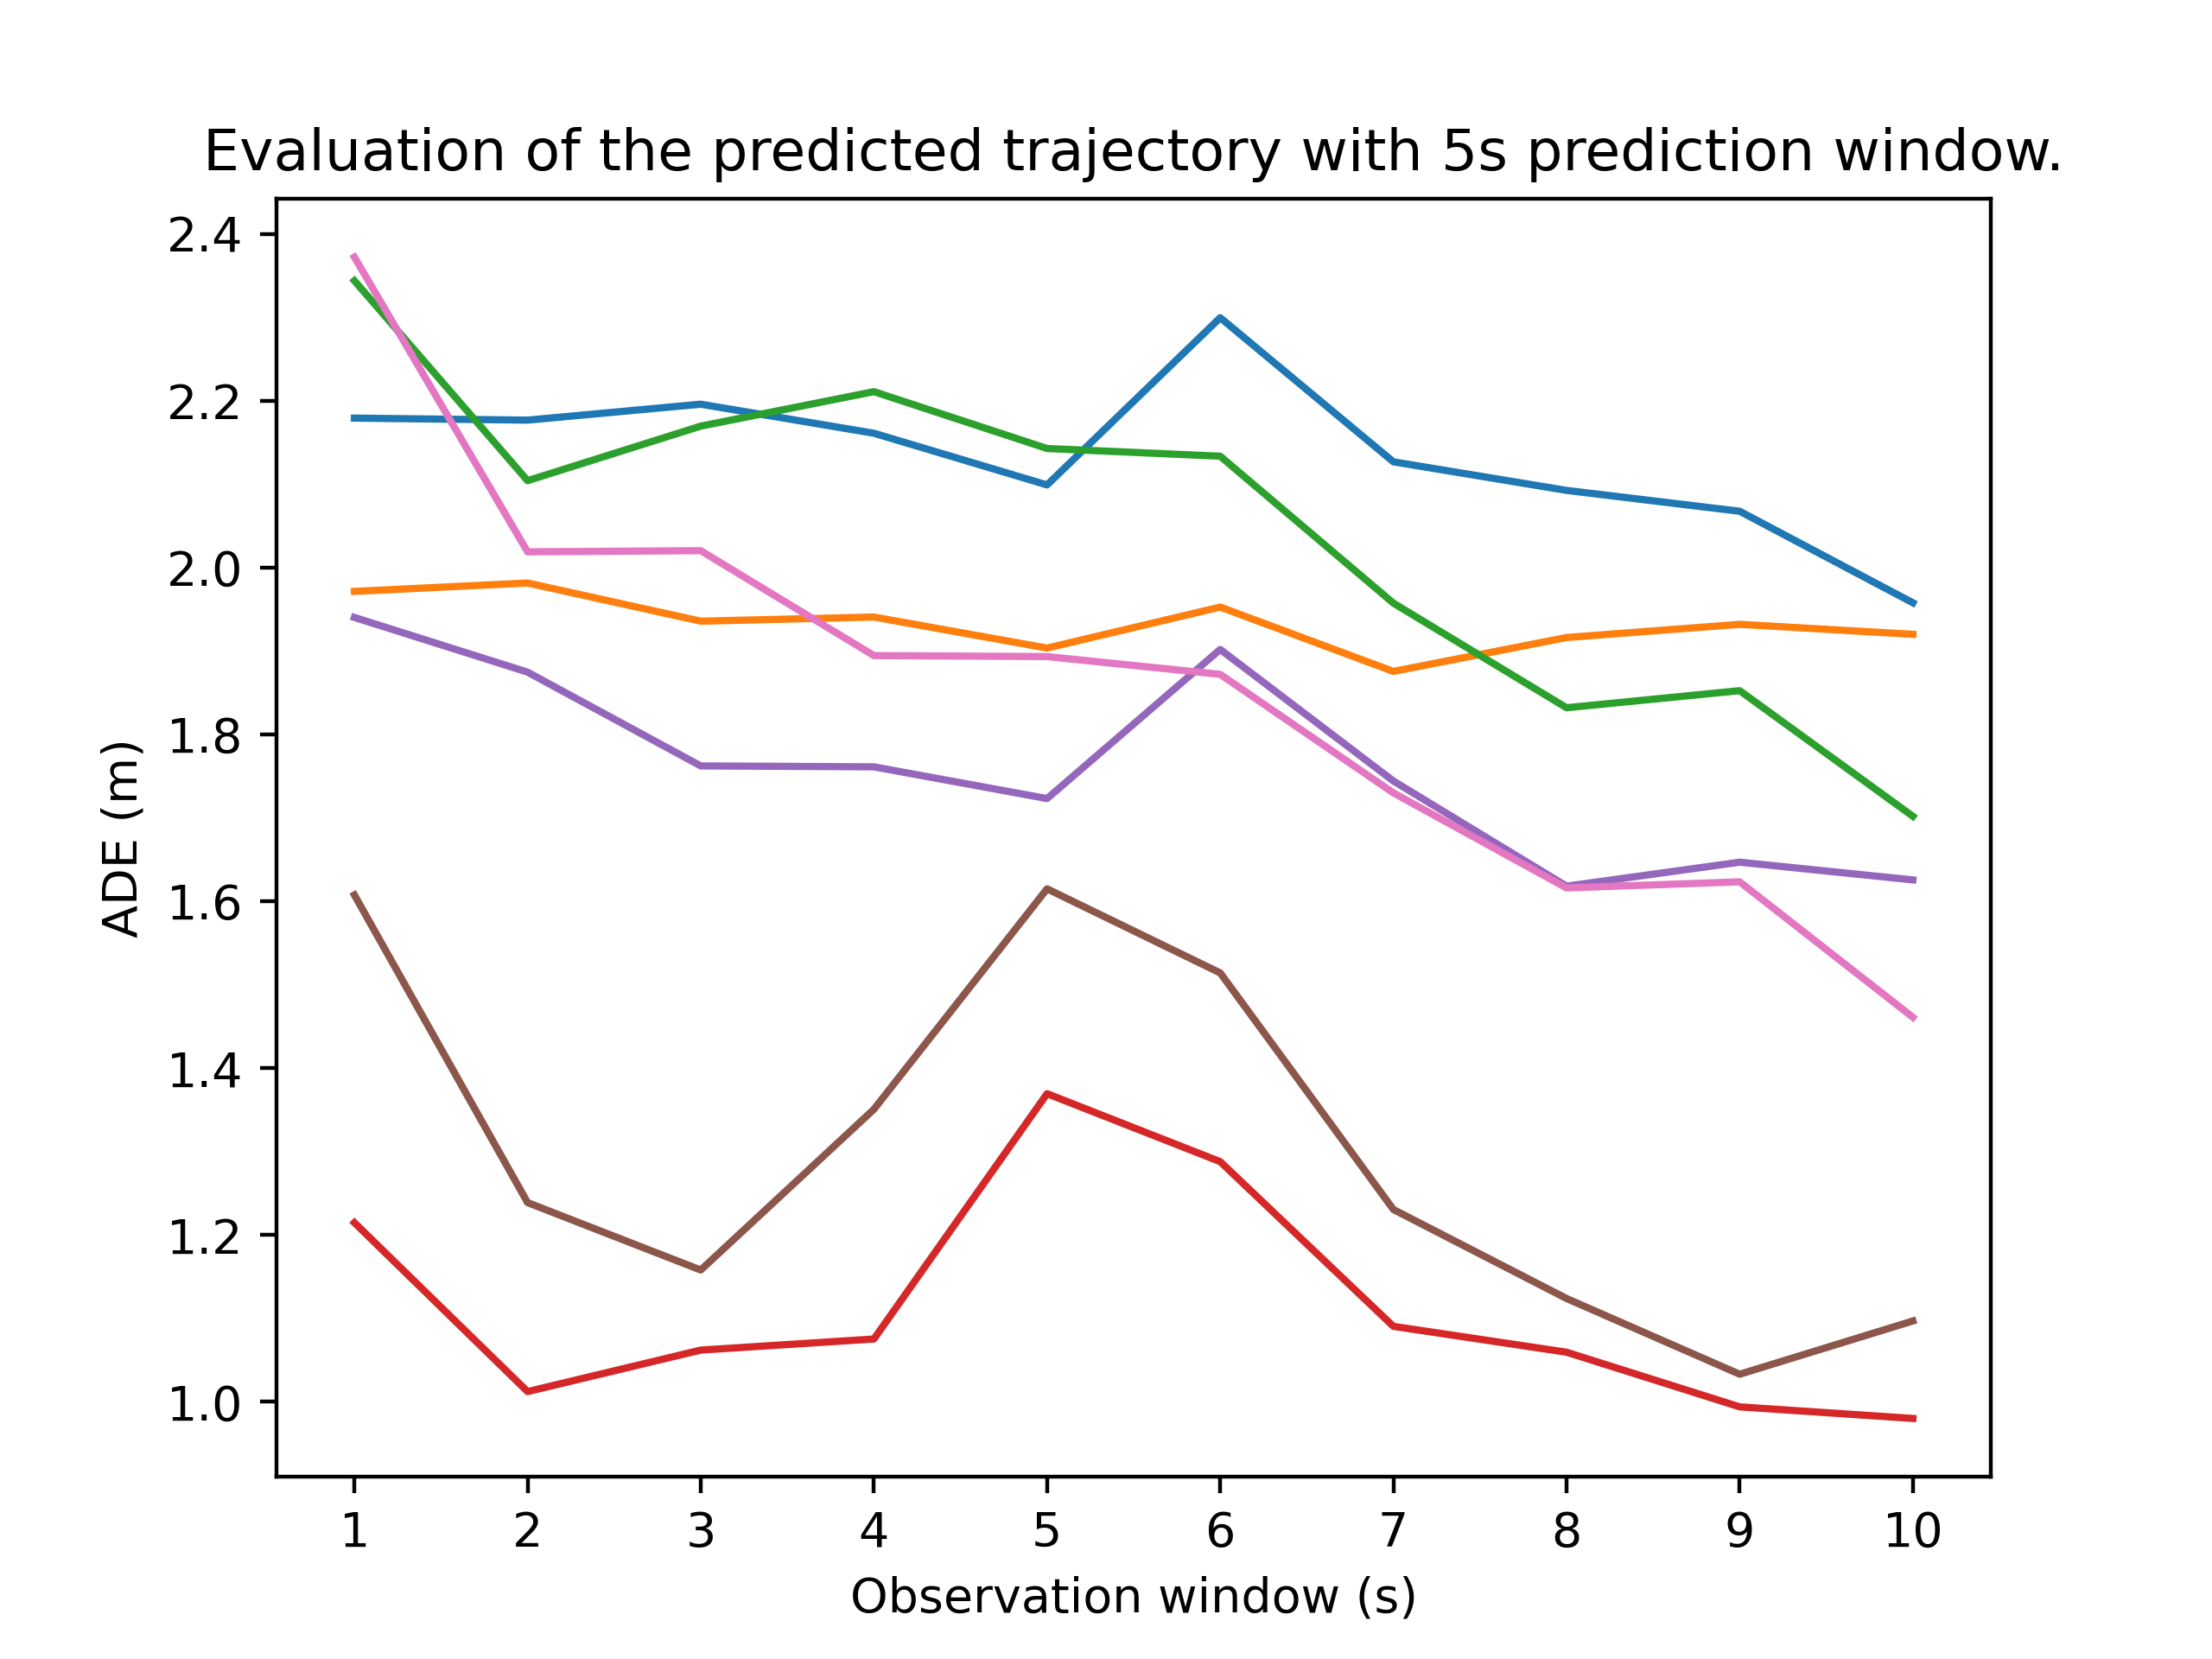 Evaluation of the predicted trajectory with 5s prediction window.
2.4
2.2
2.0
1.8
1.6
1.4
1.2
1.0
ADE (m)
1 2 3 4 5 6 7 8 9 10
Observation window (s)